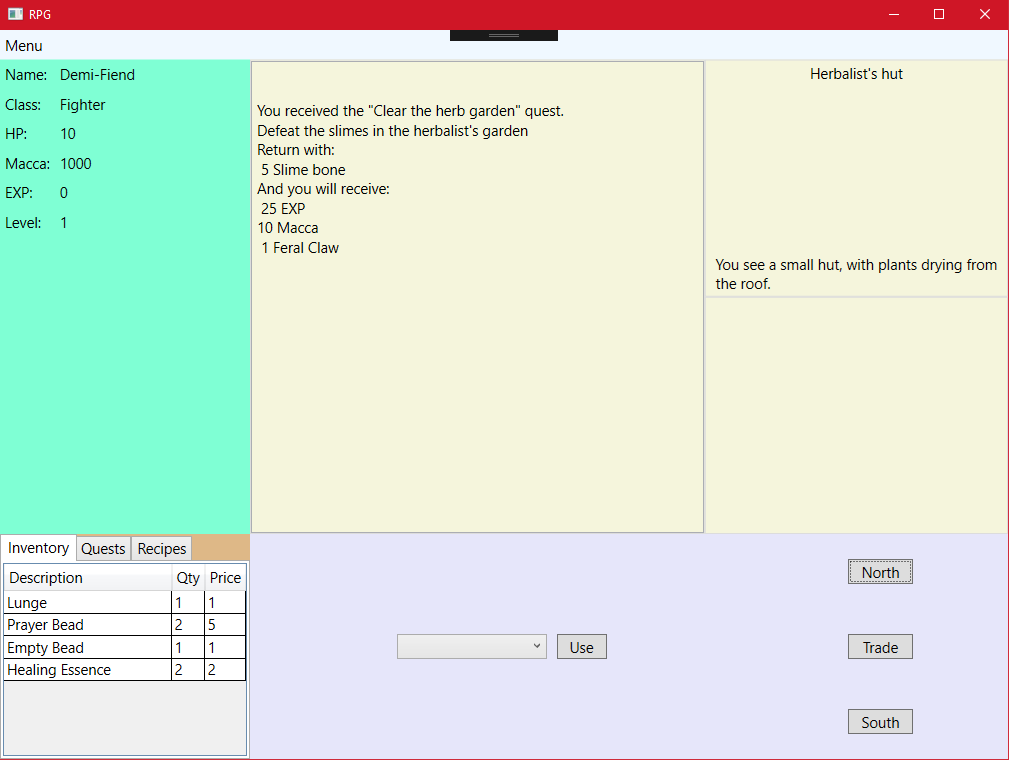 RPG
Menu
Name: Demi-Fiend
Class: Fighter
HP: 10
Macca: 1000
EXP: 0
Level: 1
You received the "Clear the herb garden" quest.
Defeat the slimes in the herbalist's garden
Return with:
5 Slime bone
And you will receive:
25 EXP
10 Macca
1 Feral Claw
Herbalist's hut
You see a small hut, with plants drying from
the roof.
Inventory Quests Recipes
Description Qty Price
Lunge 1 1
Prayer Bead 2 5
Empty Bead 1 1
Healing Essence 2 2
Use
North
Trade
South